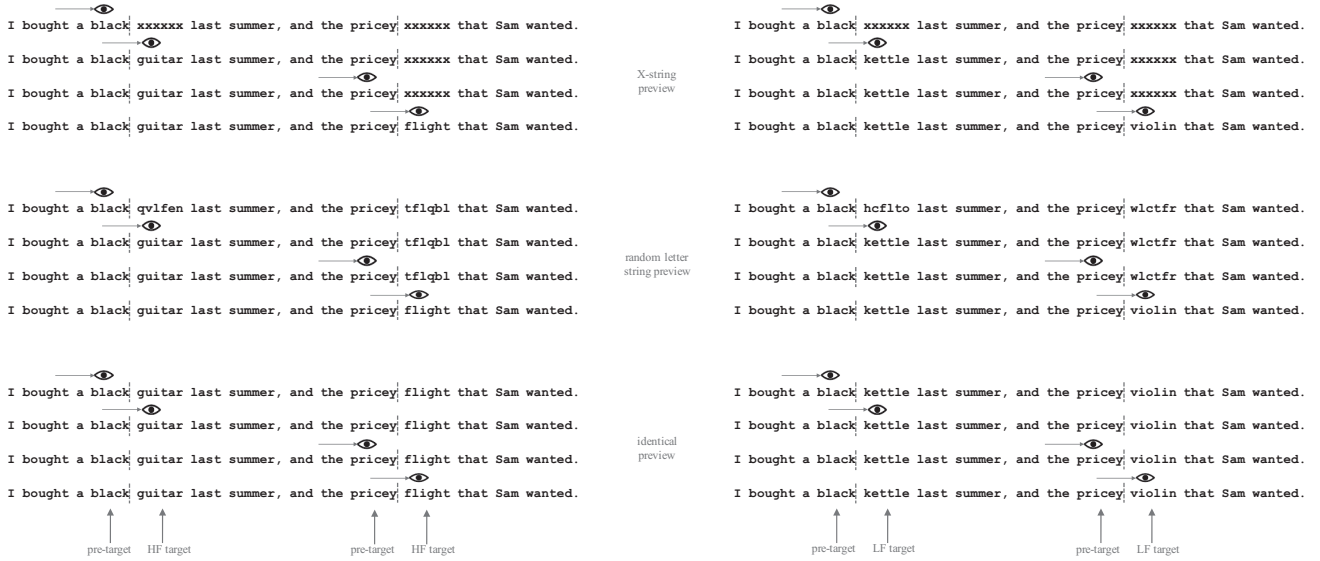 I bought a black xxxxxx last summer, and the pricey xxxxxx that Sam wanted.
I bought a black guitar last summer, and the pricey xxxxxx that Sam wanted.
I bought a black guitar last summer, and the pricey xxxxxx that Sam wanted.
I bought a black guitar last summer, and the pricey flight that Sam wanted.
X-string
preview
I bought a black xxxxxx last summer, and the pricey xxxxxx that Sam wanted.
I bought a black kettle last summer, and the pricey xxxxxx that Sam wanted.
I bought a black kettle last summer, and the pricey xxxxxx that Sam wanted.
I bought a black kettle last summer, and the pricey violin that Sam wanted.
I bought a black qvlfen last summer, and the pricey tflqbl that Sam wanted.
I bought a black guitar last summer, and the pricey tflqbl that Sam wanted.
I bought a black guitar last summer, and the pricey tflqbl that Sam wanted.
I bought a black guitar last summer, and the pricey flight that Sam wanted.
random letter
string preview
I bought a black hcflto last summer, and the pricey wlctfr that Sam wanted.
I bought a black kettle last summer, and the pricey wlctfr that Sam wanted.
I bought a black kettle last summer, and the pricey wlctfr that Sam wanted.
I bought a black kettle last summer, and the pricey violin that Sam wanted.
I bought a black guitar last summer, and the pricey flight that Sam wanted.
I bought a black guitar last summer, and the pricey flight that Sam wanted.
I bought a black guitar last summer, and the pricey flight that Sam wanted.
I bought a black guitar last summer, and the pricey flight that Sam wanted.
identical
preview
I bought a black kettle last summer, and the pricey violin that Sam wanted.
I bought a black kettle last summer, and the pricey violin that Sam wanted.
I bought a black kettle last summer, and the pricey violin that Sam wanted.
I bought a black kettle last summer, and the pricey violin that Sam wanted.
pre-target HF target pre-target HF target
pre-target LF target pre-target LF target